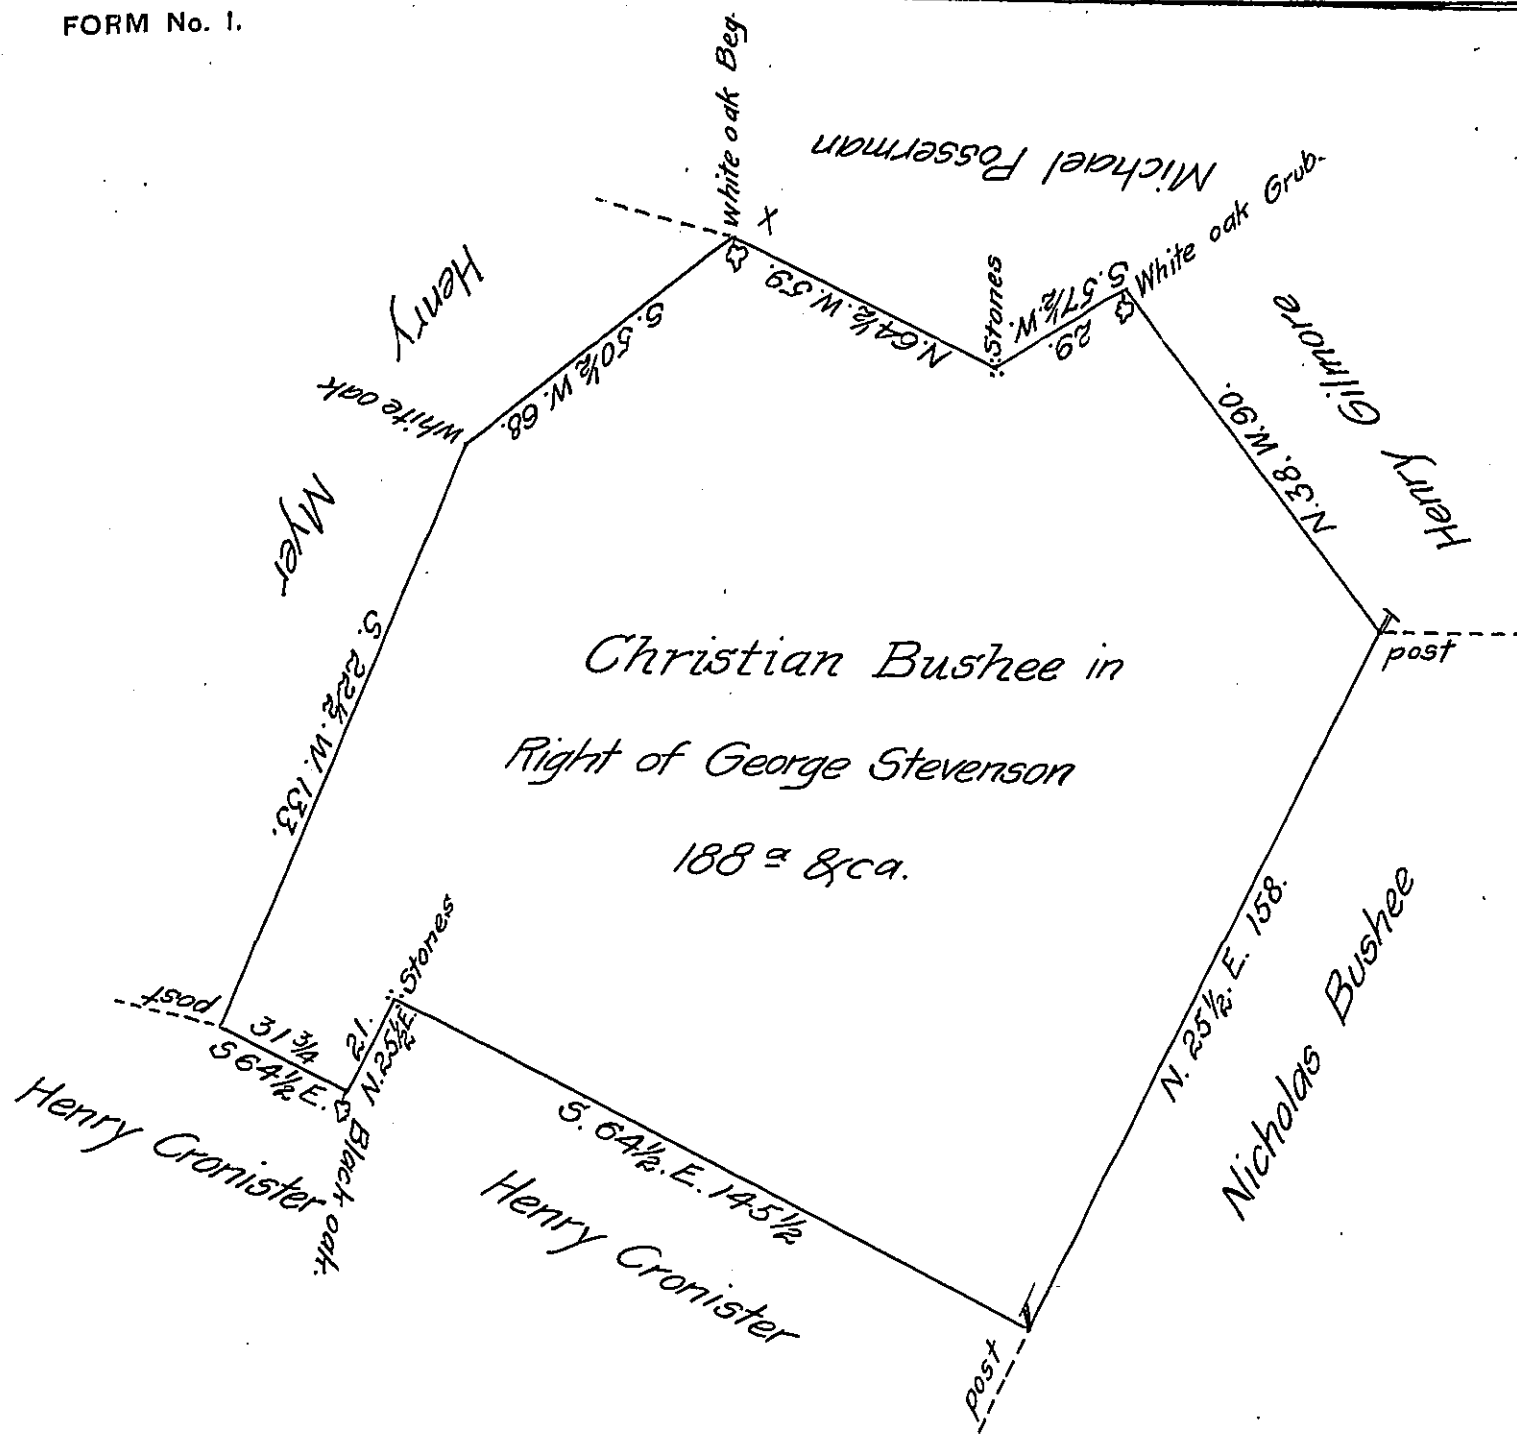 FORM No. 1.
white oak Beg.
X
Michael Fosserman
White oak Grub.
Stones
S. 57½. W.
29.
N. 64½. W. 59.
Henry
Myer
S. 50½ W. 68.
white oak
Henry Gilmore
N. 38. W. 90.
post
S. 22½. W. 133.
Christian Bushee in
Right of George Stevenson
188 a &ca.
N. 25½. E. 158.
Nicholas Bushee
post
31¾
S 64½ E.
21.
N. 25½ E.
Stones
Black oak.
Henry Cronister
S. 64½. E. 145½
Henry Cronister
post